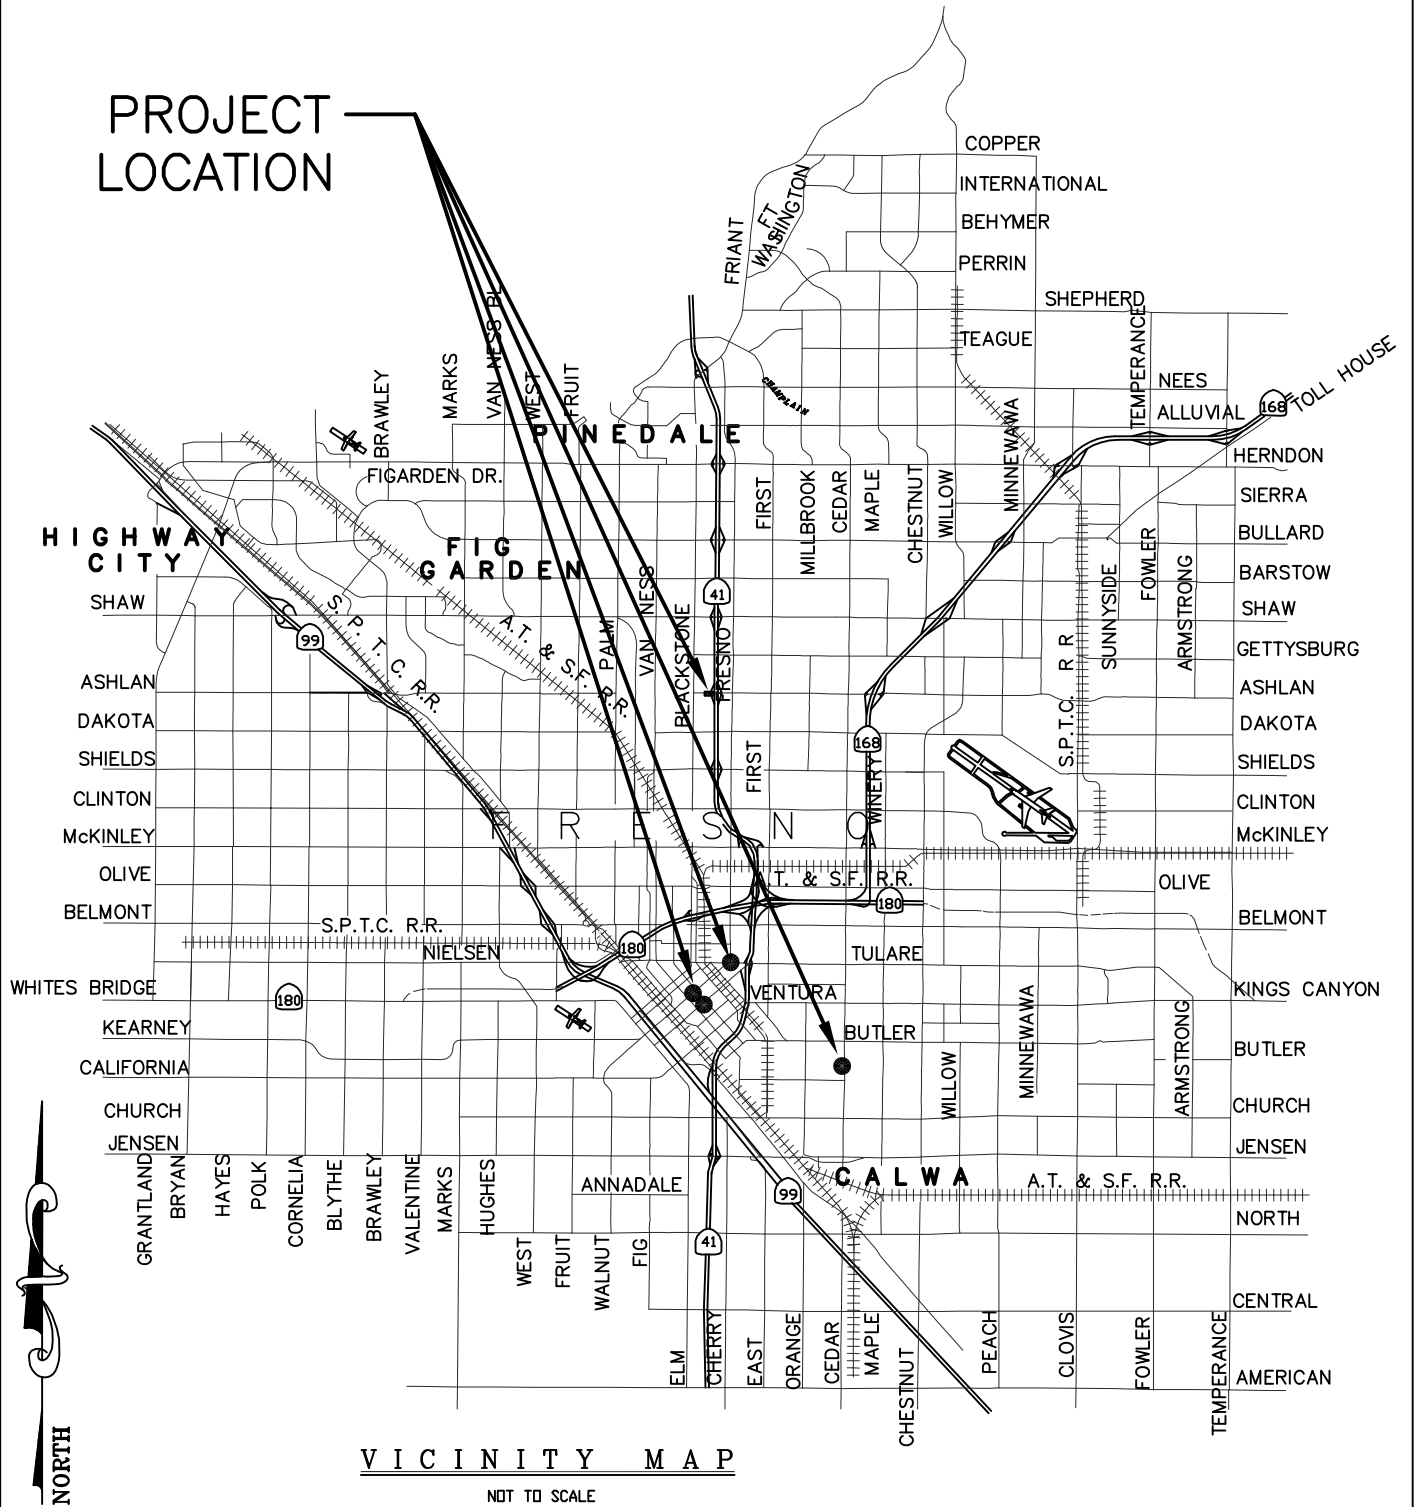 PROJECT
LOCATION
COPPER
INTERNATIONAL
BEHYMER
PERRIN
SHEPHERD
TEAGUE
FRIANT
FT
WASHINGTON
TEMPERANCE
NEES
ALLUVIAL
168
TOLL HOUSE
HERNDON
CHAMPLAIN
BRAWLEY
MARKS
VAN NESS BL
WEST
FRUIT
PINEDALE
FIGARDEN DR.
FIRST
MILLBROOK
CEDAR
MAPLE
CHESTNUT
WILLOW
MINNEWAWA
SIERRA
BULLARD
BARSTOW
SHAW
GETTYSBURG
ASHLAN
DAKOTA
SHIELDS
CLINTON
McKINLEY
OLIVE
BELMONT
KINGS CANYON
BUTLER
CHURCH
JENSEN
NORTH
CENTRAL
AMERICAN
SUNNYSIDE
FOWLER
ARMSTRONG
S.P.T.C. R R
HIGHWAY
CITY
FIG
GARDEN
SHAW
99
S. P. T. C. R.R.
A.T. & S.F. R.R.
PALM
VAN NESS
BLACKSTONE
41
FRESNO
FIRST
168
WINERY
ASHLAN
DAKOTA
SHIELDS
CLINTON
McKINLEY
OLIVE
BELMONT
FRESNO
A.T. & S.F. R.R.
180
S.P.T.C. R.R.
NIELSEN
180
TULARE
WHITES BRIDGE
180
VENTURA
KEARNEY
BUTLER
CALIFORNIA
CHURCH
JENSEN
WILLOW
MINNEWAWA
ARMSTRONG
CALWA
A.T. & S.F. R.R.
GRANTLAND
BRYAN
HAYES
POLK
CORNELIA
BLYTHE
BRAWLEY
VALENTINE
MARKS
HUGHES
ANNADALE
99
WEST
FRUIT
WALNUT
FIG
41
ELM
CHERRY
EAST
ORANGE
CEDAR
MAPLE
CHESTNUT
PEACH
CLOVIS
FOWLER
TEMPERANCE
NORTH
VICINITY MAP
NOT TO SCALE